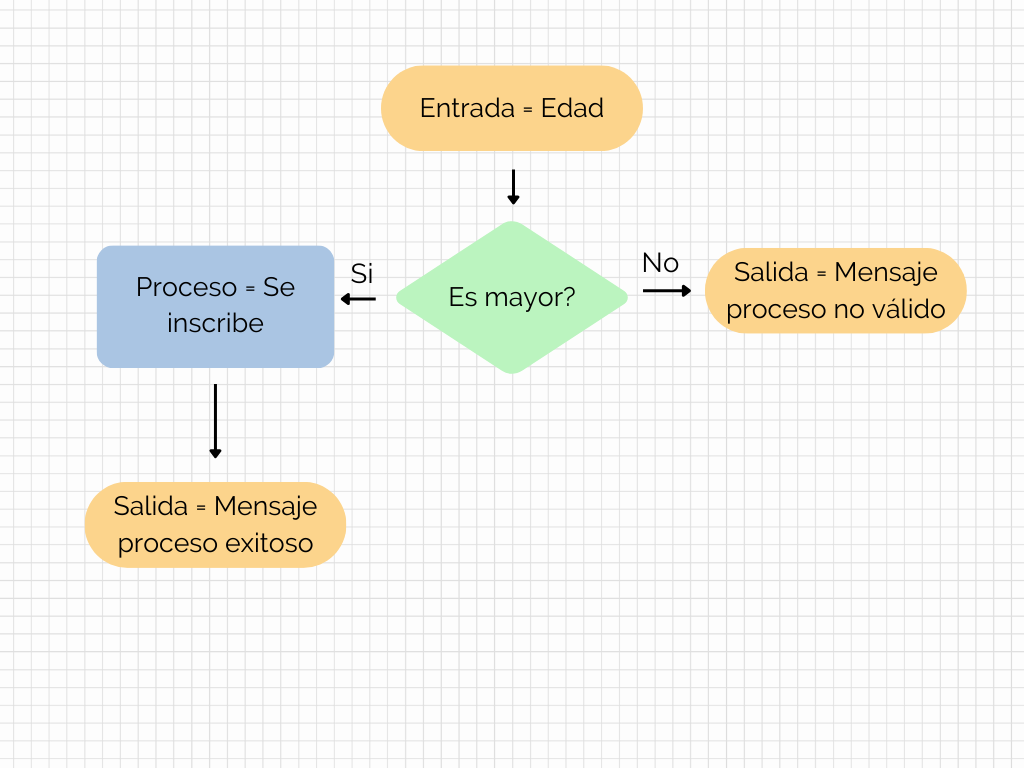 Entrada = Edad
Es mayor?
Si
Proceso = Se
inscribe
Salida = Mensaje
proceso exitoso
No
Salida = Mensaje
proceso no válido